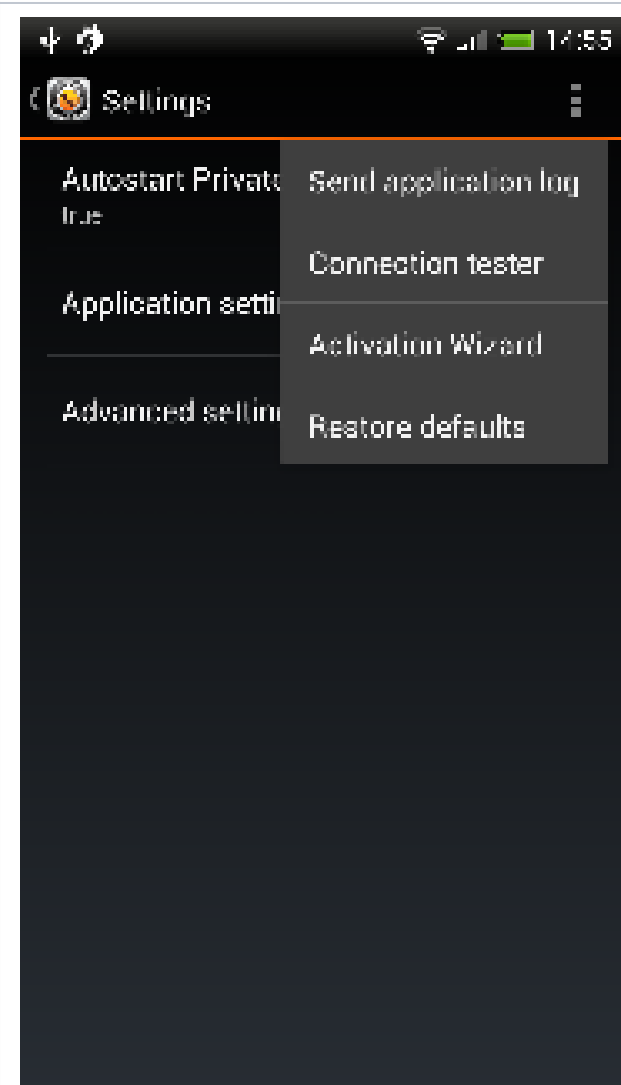 14:55
Settings
Autostart Privat
true
Application setti
Advanced settin
Send application log
Connection tester
Activation Wizard
Restore defaults